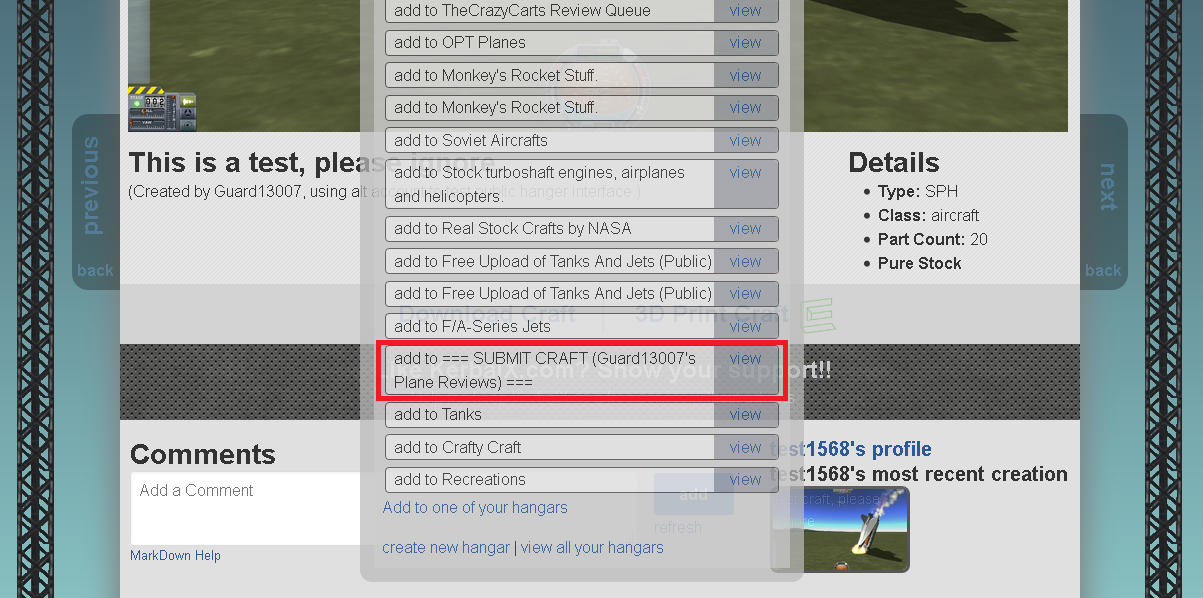 add to TheCrazyCarts Review Queue view
add to OPT Planes view
add to Monkey's Rocket Stuff. view
add to Monkey's Rocket Stuff. view
add to Soviet Aircrafts view
add to Stock turboshaft engines, airplanes view
and helicopters.
add to Real Stock Crafts by NASA view
add to Free Upload of Tanks And Jets (Public) view
add to Free Upload of Tanks And Jets (Public) view
add to F/A-Series Jets view
add to === SUBMIT CRAFT (Guard13007's view
Plane Reviews) ===
add to Tanks view
add to Crafty Craft view
add to Recreations view
Add to one of your hangars
create new hangar | view all your hangars
previous
back
This is a test, please ignore
(Created by Guard13007, using alt account to test public hanger interface.)
Details
Type: SPH
Class: aircraft
Part Count: 20
Pure Stock
next
back
Download Craft | 3D Print Craft
like KerbalX.com? Show your support!!
Comments
Add a Comment
add
refresh
MarkDown Help
test1568's profile
test1568's most recent creation
craft, please